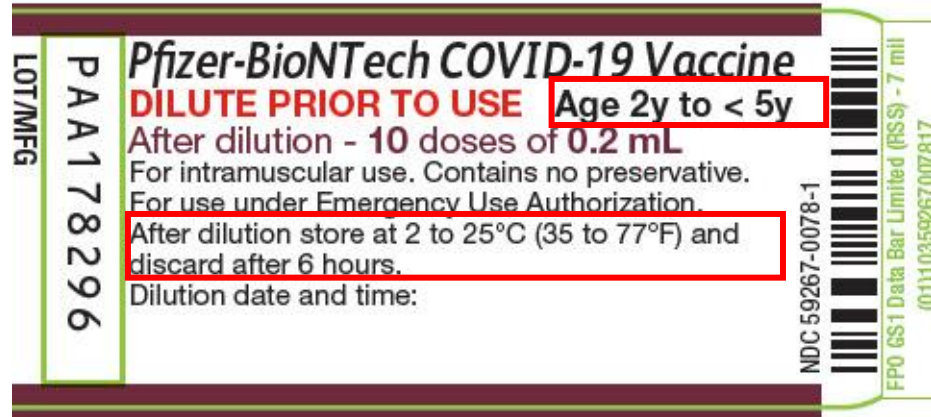 Pfizer-BioNTech COVID-19 Vaccine
DILUTE PRIOR TO USE Age 2y to < 5y
After dilution - 10 doses of 0.2 mL
For intramuscular use. Contains no preservative.
For use under Emergency Use Authorization.
After dilution store at 2 to 25°C (35 to 77°F) and
discard after 6 hours.
Dilution date and time:
LOT/MFG
PAA178296
NDC 59267-0078-1
FPO GS1 Data Bar Limited (RSS) - 7 mil
(01)10359267007817